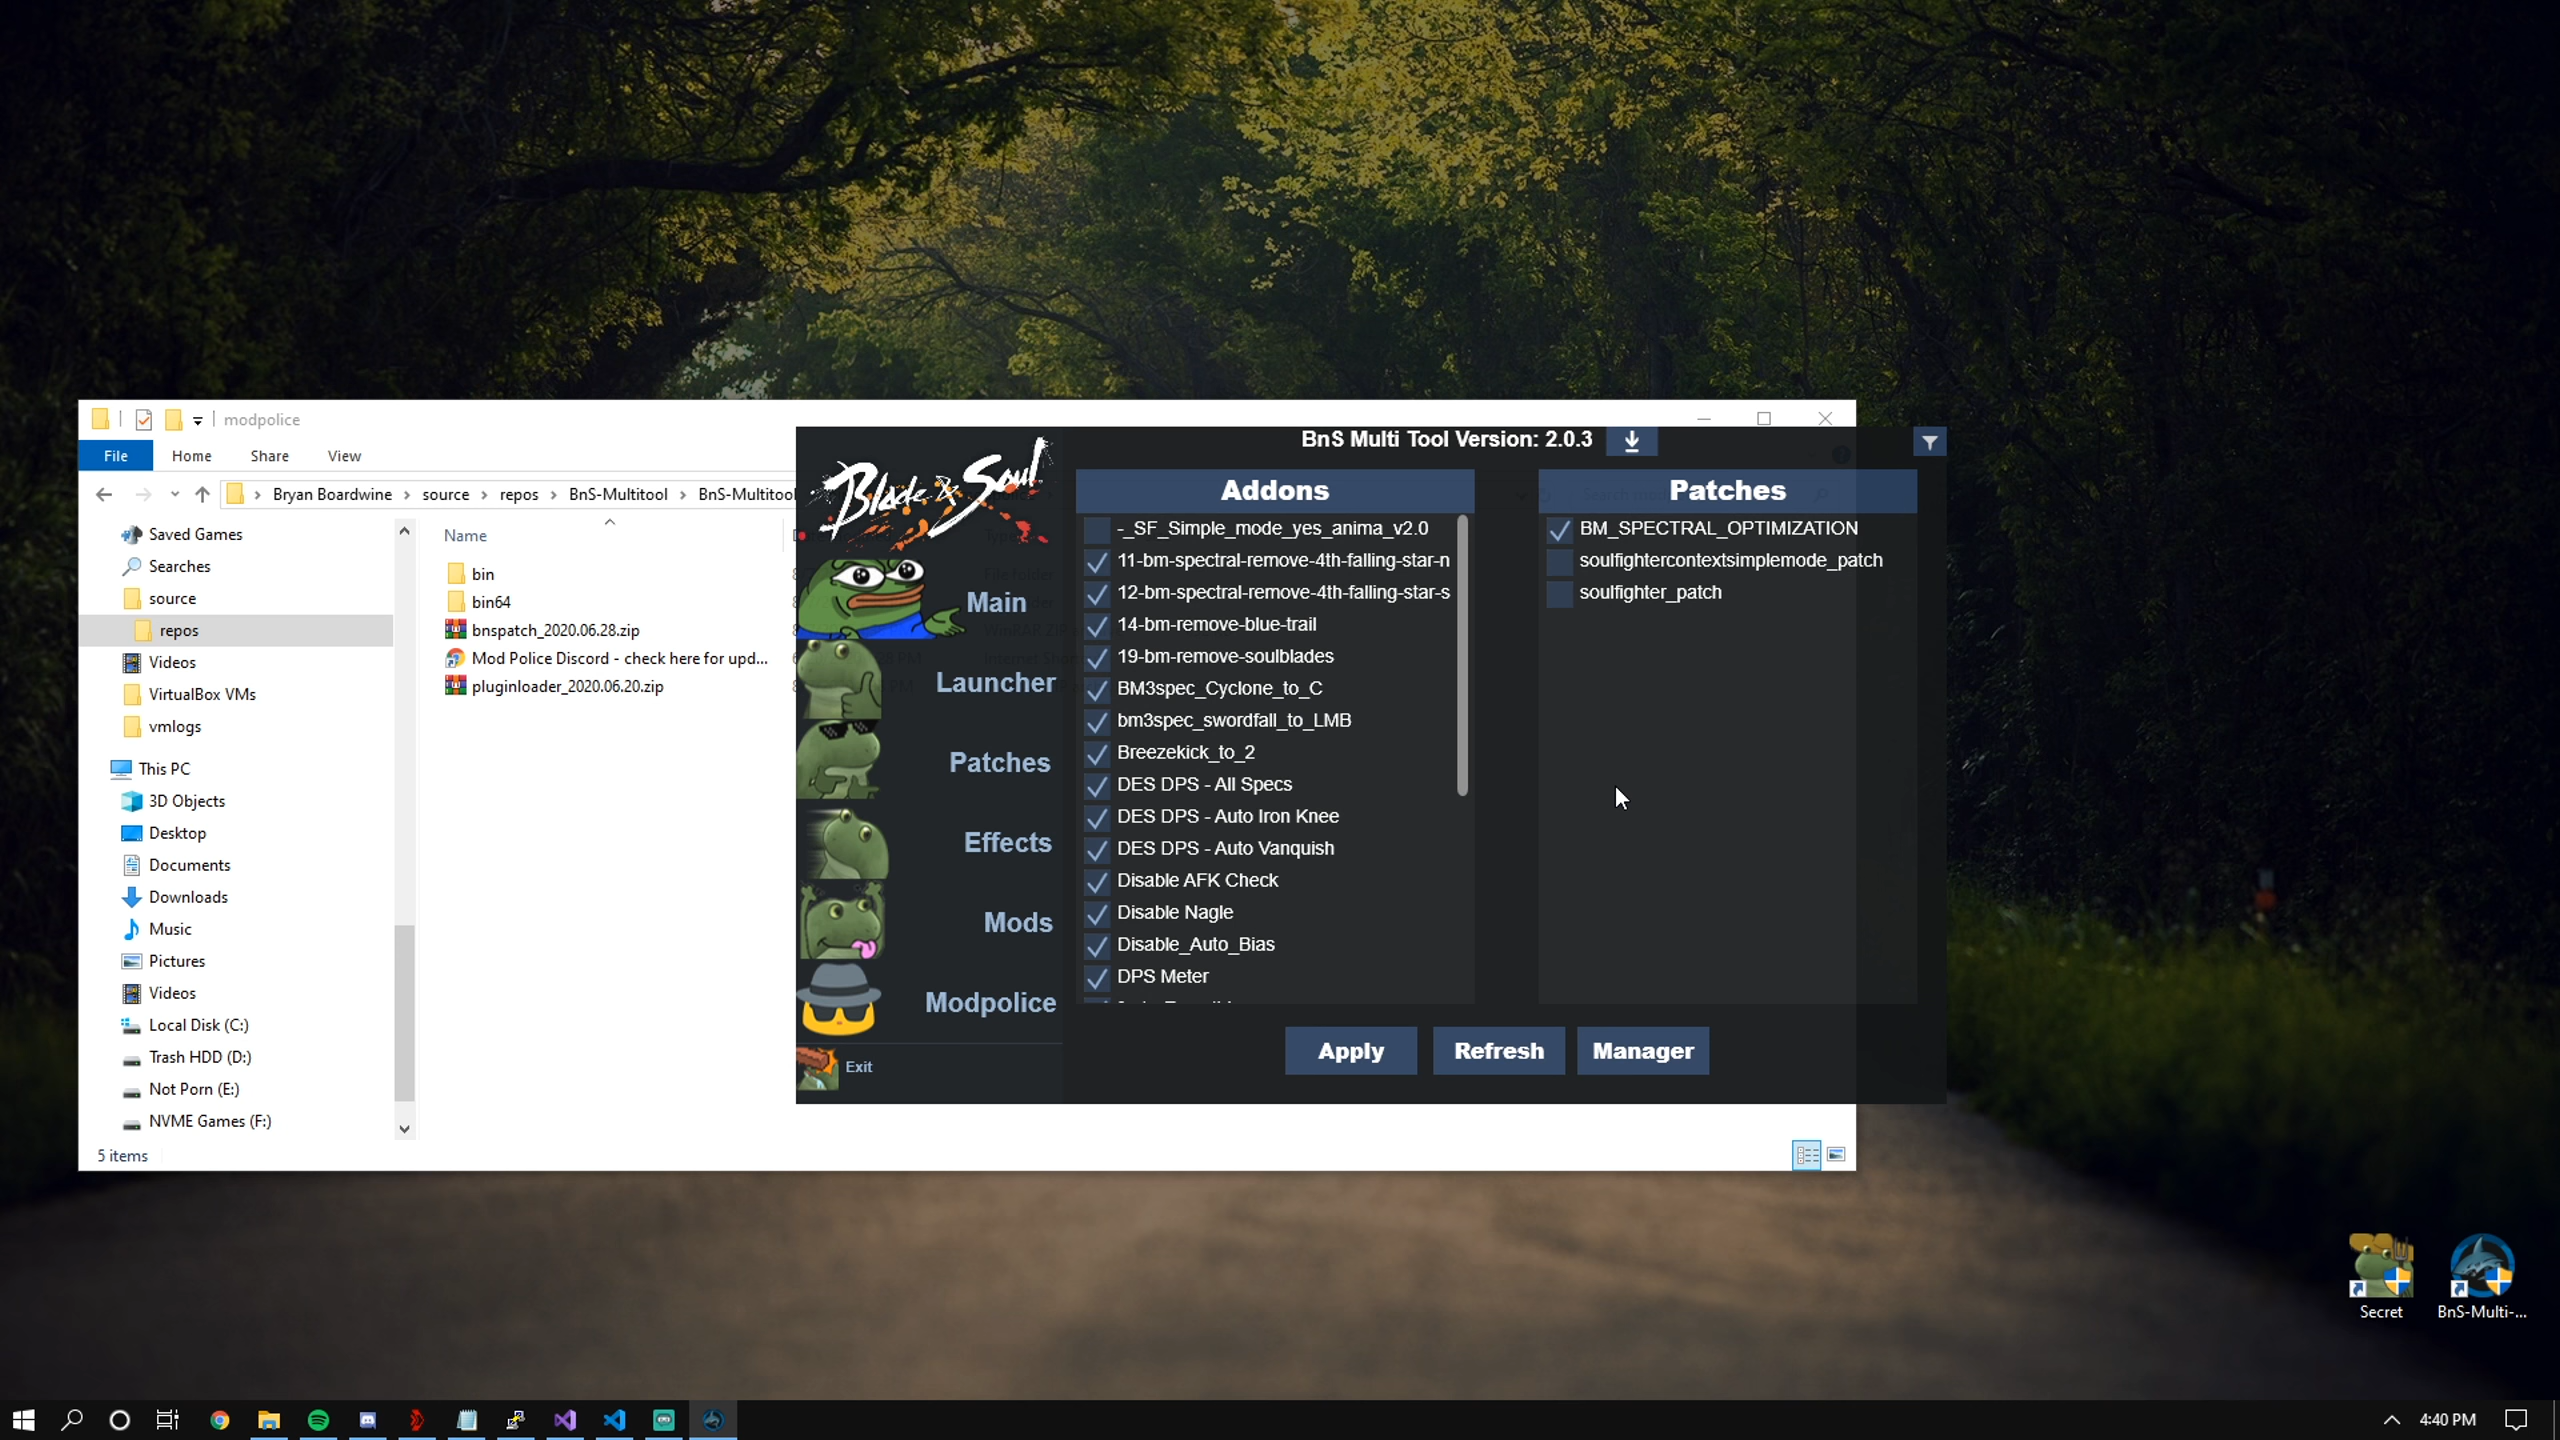 modpolice
File Home Share View
Bryan Boardwine source repos BnS-Multitool BnS-Multitool
Saved Games
Searches
source
repos
Videos
VirtualBox VMs
vmlogs
This PC
3D Objects
Desktop
Documents
Downloads
Music
Pictures
Videos
Local Disk (C:)
Trash HDD (D:)
Not Porn (E:)
NVME Games (F:)
5 items
Name
bin
bin64
bnspatch_2020.06.28.zip
Mod Police Discord - check here for upd...
pluginloader_2020.06.20.zip
Blade & Soul
Main
Launcher
Patches
Effects
Mods
Modpolice
Exit
BnS Multi Tool Version: 2.0.3
Addons
-_SF_Simple_mode_yes_anima_v2.0
11-bm-spectral-remove-4th-falling-star-n
12-bm-spectral-remove-4th-falling-star-s
14-bm-remove-blue-trail
19-bm-remove-soulblades
BM3spec_Cyclone_to_C
bm3spec_swordfall_to_LMB
Breezekick_to_2
DES DPS - All Specs
DES DPS - Auto Iron Knee
DES DPS - Auto Vanquish
Disable AFK Check
Disable Nagle
Disable_Auto_Bias
DPS Meter
Patches
BM_SPECTRAL_OPTIMIZATION
soulfightercontextsimplemode_patch
soulfighter_patch
Apply Refresh Manager
Secret
BnS-Multi-...
4:40 PM